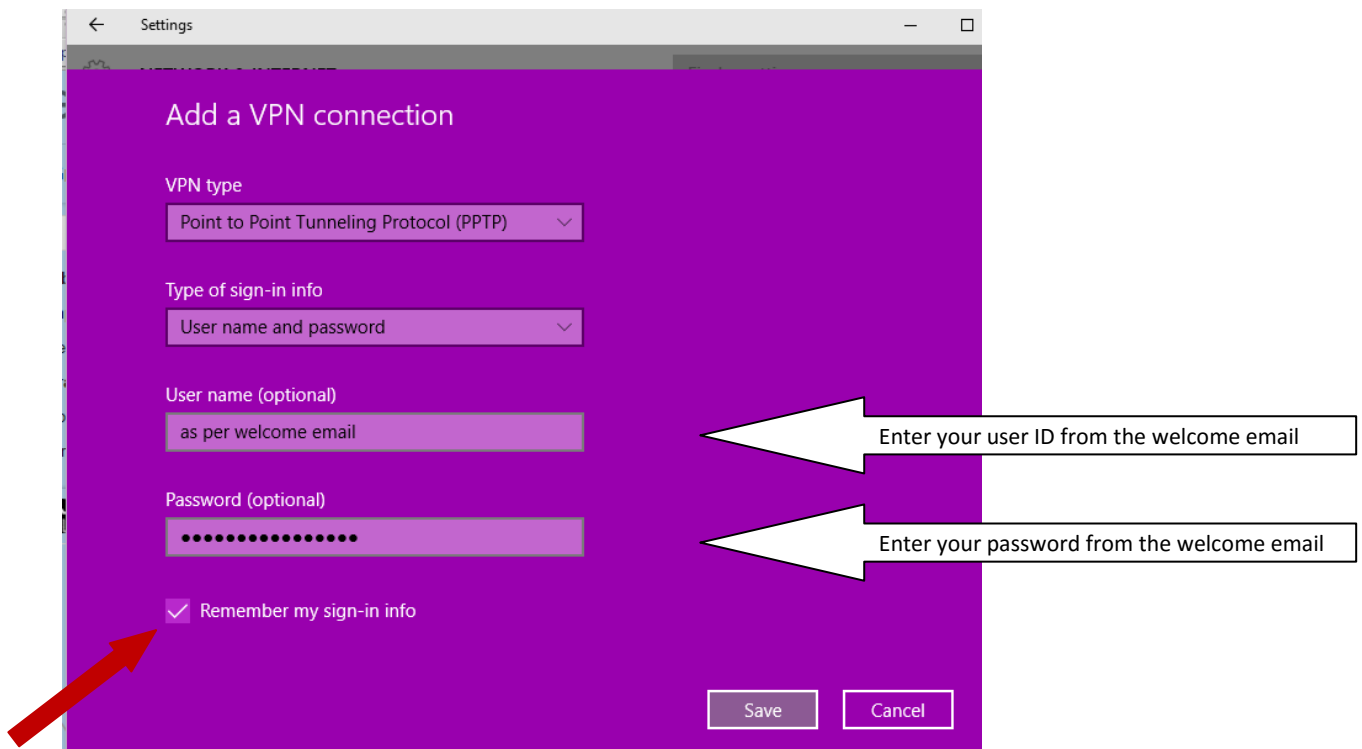 Settings
NETWORK & INTERNET
Add a VPN connection
VPN type
Point to Point Tunneling Protocol (PPTP)
Type of sign-in info
User name and password
User name (optional)
as per welcome email
Enter your user ID from the welcome email
Password (optional)
••••••••••••••••
Enter your password from the welcome email
Remember my sign-in info
Save
Cancel